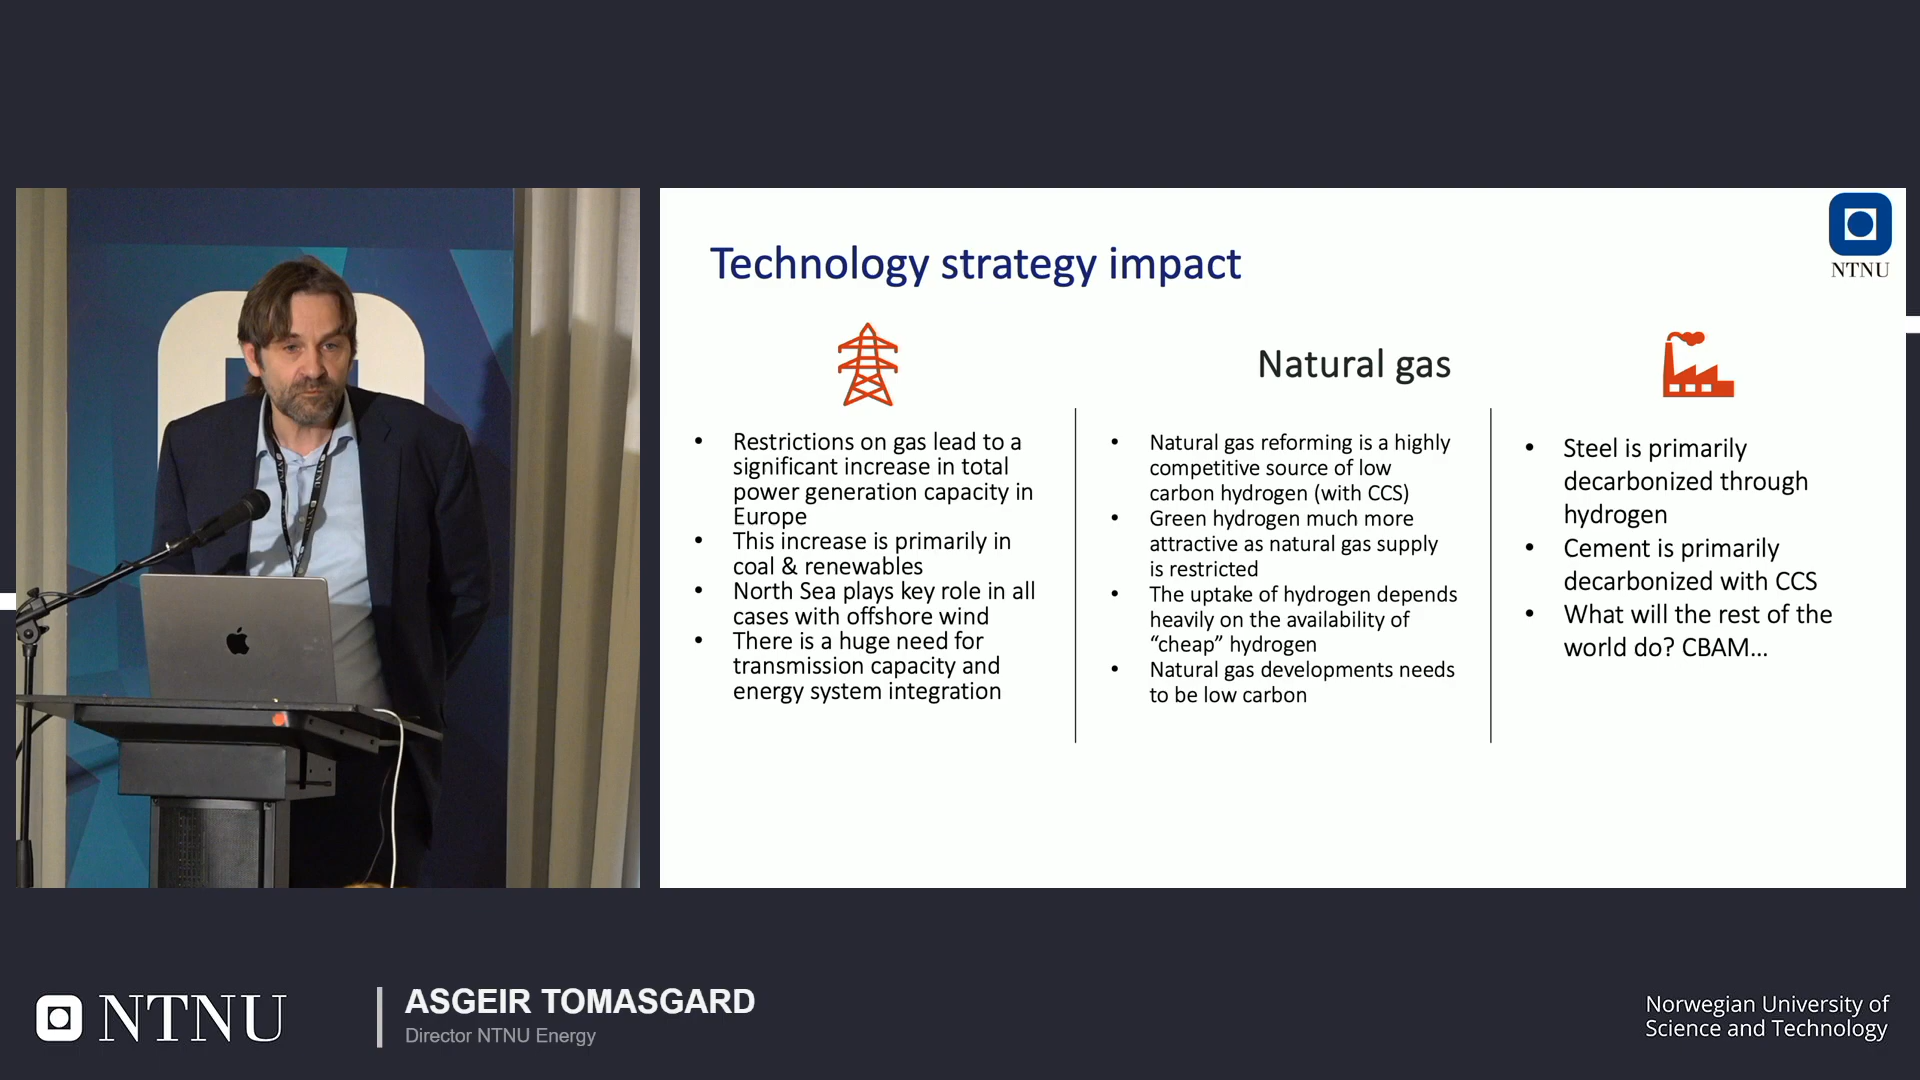 Technology strategy impact
NTNU
Natural gas
• Restrictions on gas lead to a
significant increase in total
power generation capacity in
Europe
• This increase is primarily in
coal & renewables
• North Sea plays key role in all
cases with offshore wind
• There is a huge need for
transmission capacity and
energy system integration
• Natural gas reforming is a highly
competitive source of low
carbon hydrogen (with CCS)
• Green hydrogen much more
attractive as natural gas supply
is restricted
• The uptake of hydrogen depends
heavily on the availability of
“cheap” hydrogen
• Natural gas developments needs
to be low carbon
• Steel is primarily
decarbonized through
hydrogen
• Cement is primarily
decarbonized with CCS
• What will the rest of the
world do? CBAM...
NTNU
ASGEIR TOMASGARD
Director NTNU Energy
Norwegian University of
Science and Technology